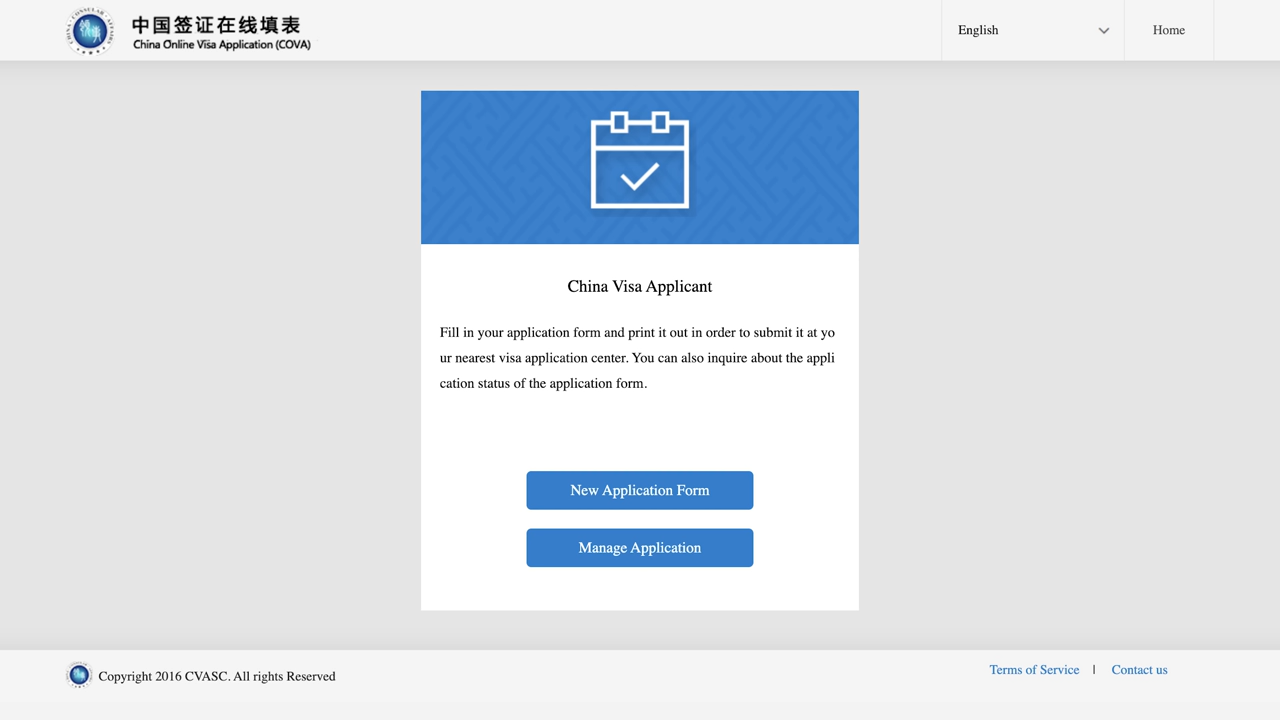 中国签证在线填表
China Online Visa Application (COVA)
English
Home
China Visa Applicant
Fill in your application form and print it out in order to submit it at yo
ur nearest visa application center. You can also inquire about the appli
cation status of the application form.
New Application Form
Manage Application
Copyright 2016 CVASC. All rights Reserved
Terms of Service | Contact us